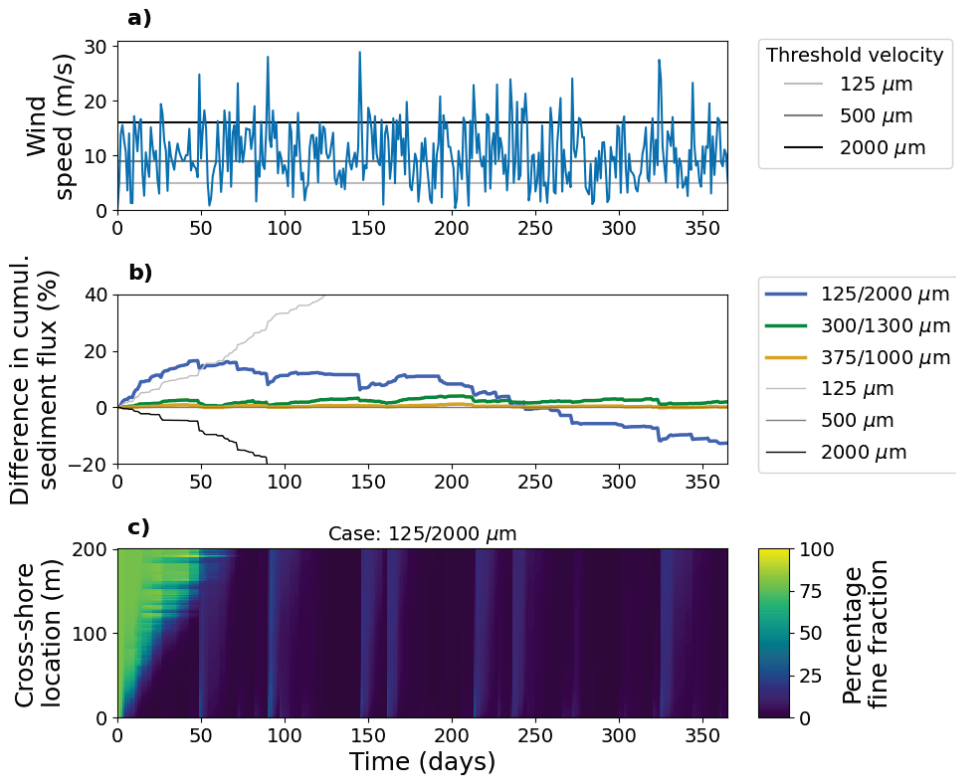 a)
30
20
10
0
Wind
speed (m/s)
0 50 100 150 200 250 300 350
Threshold velocity
125 μm
500 μm
2000 μm
b)
40
20
0
−20
Difference in cumul.
sediment flux (%)
0 50 100 150 200 250 300 350
125/2000 μm
300/1300 μm
375/1000 μm
125 μm
500 μm
2000 μm
c)
Case: 125/2000 μm
200
100
0
Cross-shore
location (m)
0 50 100 150 200 250 300 350
Time (days)
100
75
50
25
0
Percentage
fine fraction